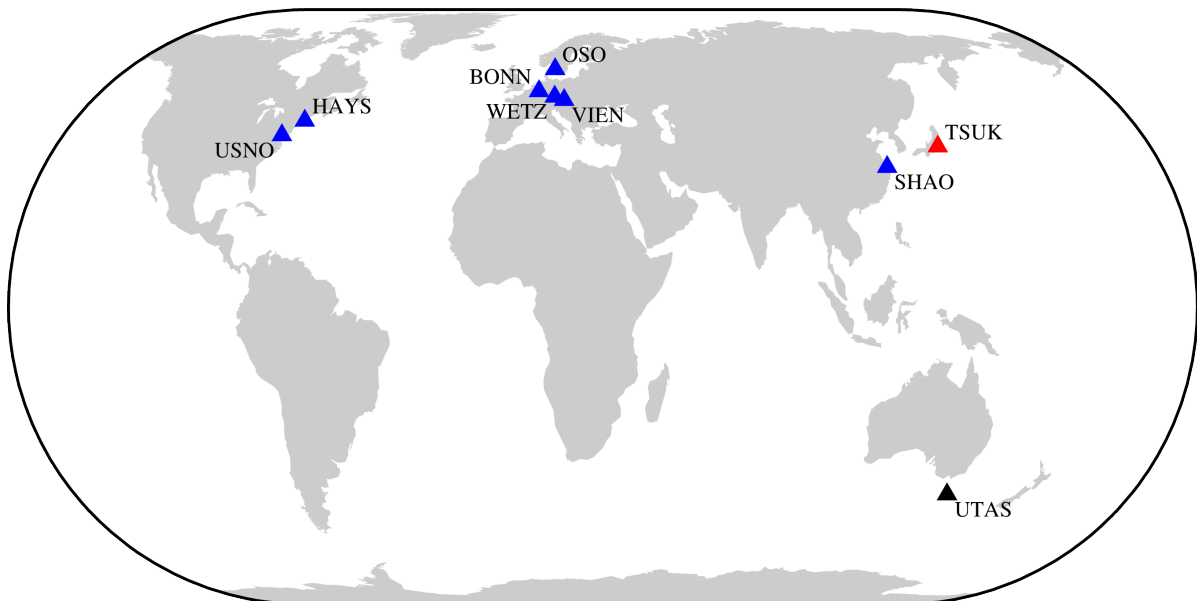 OSO
BONN
HAYS
WETZ
VIEN
TSUK
USNO
SHAO
UTAS